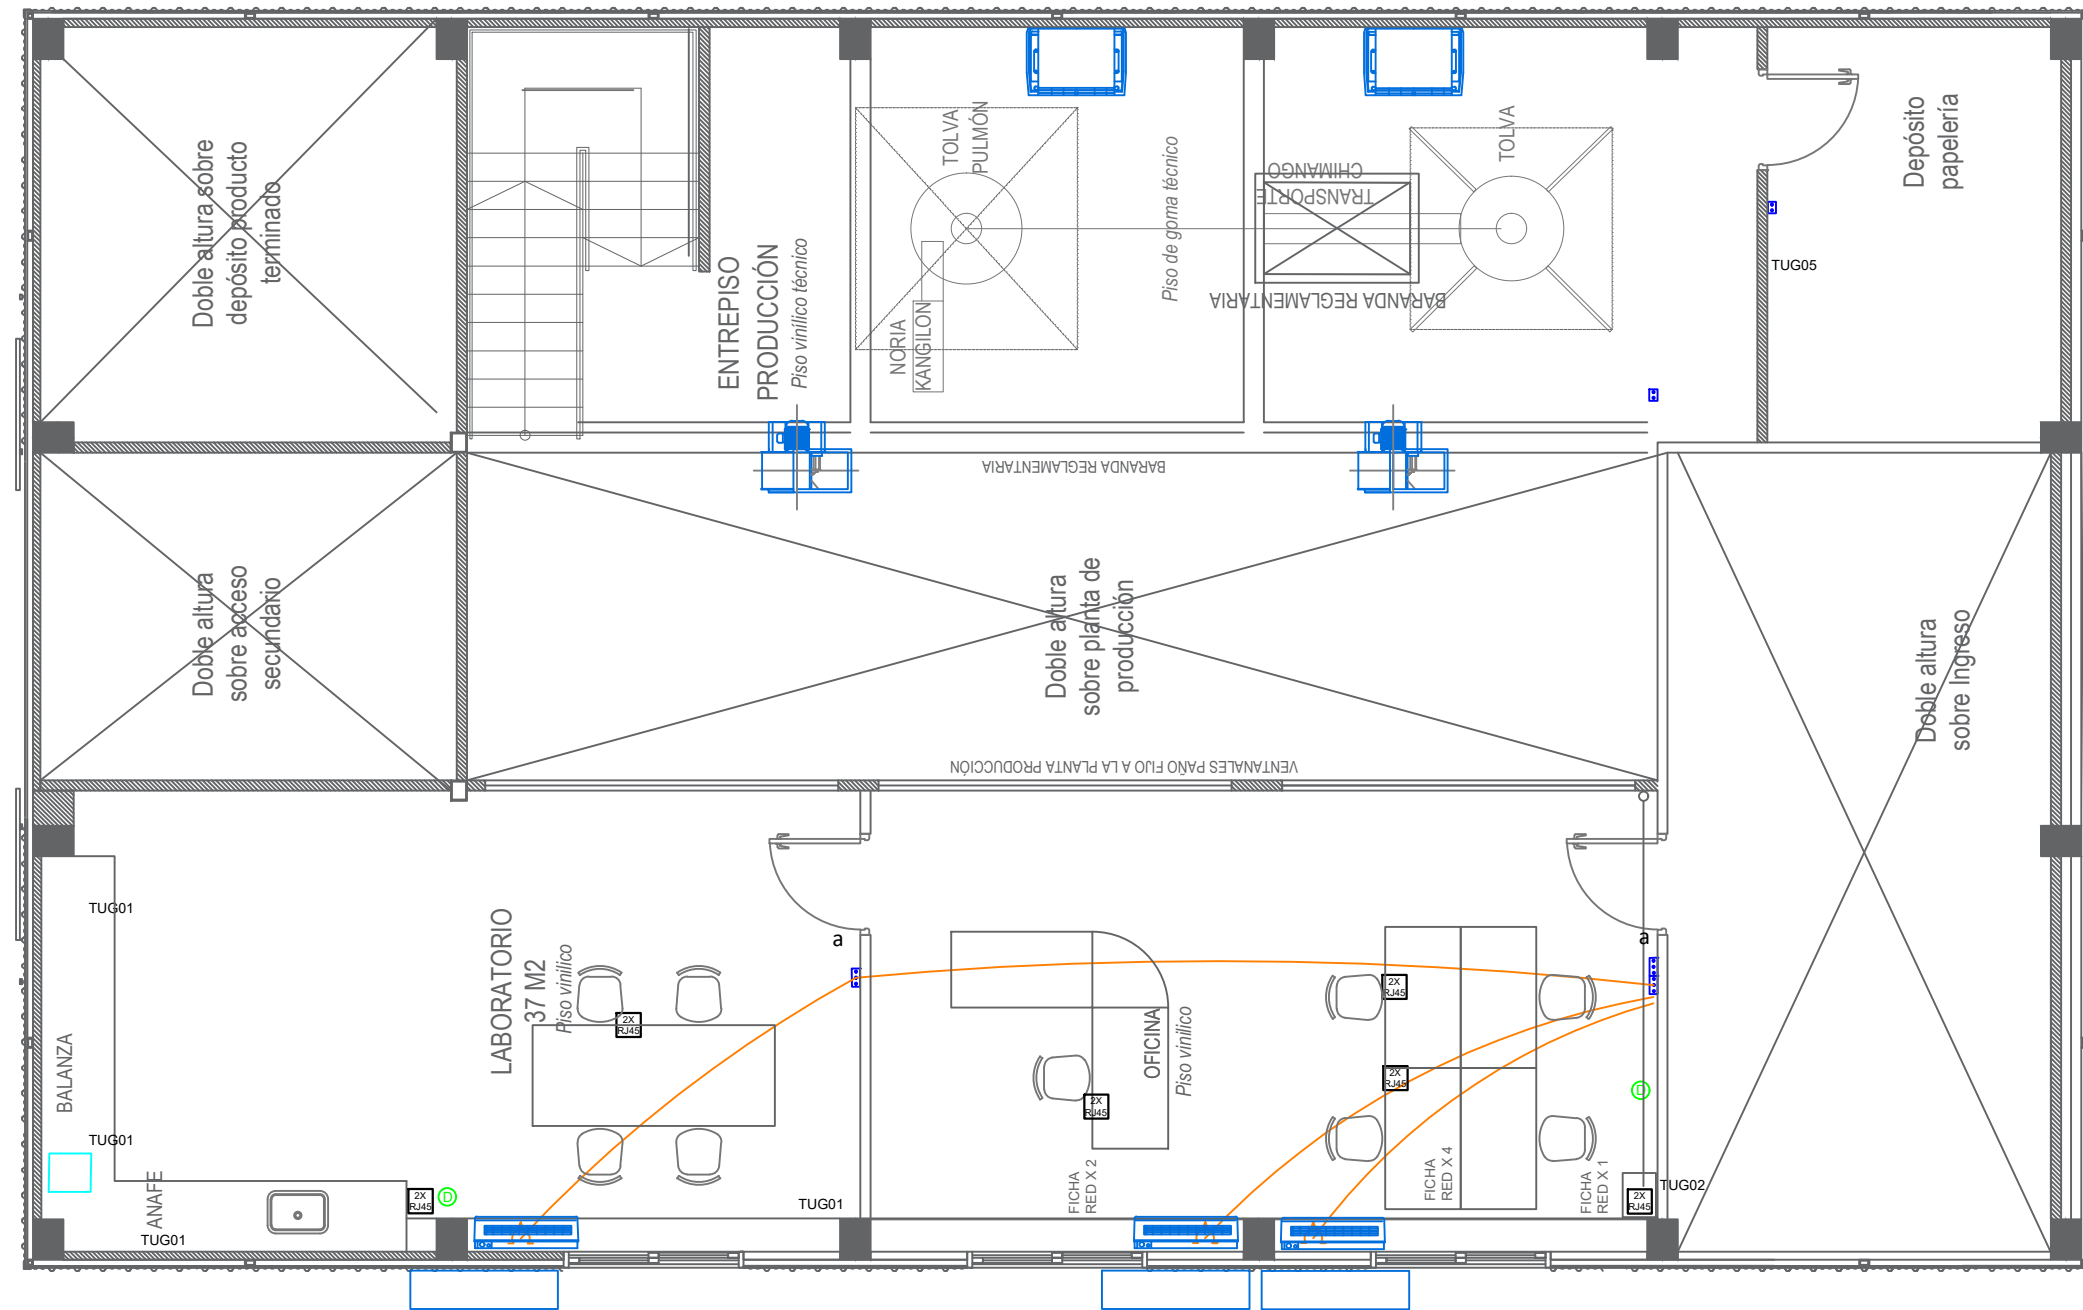 Doble altura sobre
depósito producto
terminado
ENTREPISO
PRODUCCIÓN
Piso vinílico técnico
TOLVA
PULMÓN
NORIA
KANGILON
Piso de goma técnico
TRANSPORTE
CHIMANGO
BARANDA REGLAMENTARIA
TOLVA
Depósito
papelería
TUG05
BARANDA REGLAMENTARIA
Doble altura
sobre acceso
secundario
Doble altura
sobre planta de
producción
Doble altura
sobre Ingreso
VENTANALES PAÑO FIJO A LA PLANTA PRODUCCIÓN
TUG01
LABORATORIO
37 M2
Piso vinilico
a
a
2X
RJ45
2X
RJ45
OFICINA
Piso vinilico
BALANZA
2X
RJ45
2X
RJ45
D
TUG01
ANAFE
TUG01
2X
RJ45
D
TUG01
FICHA
RED X 2
FICHA
RED X 4
FICHA
RED X 1
2X
RJ45
TUG02